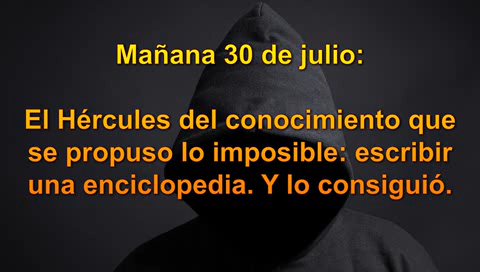 Mañana 30 de julio:
El Hércules del conocimiento que
se propuso lo imposible: escribir
una enciclopedia. Y lo consiguió.